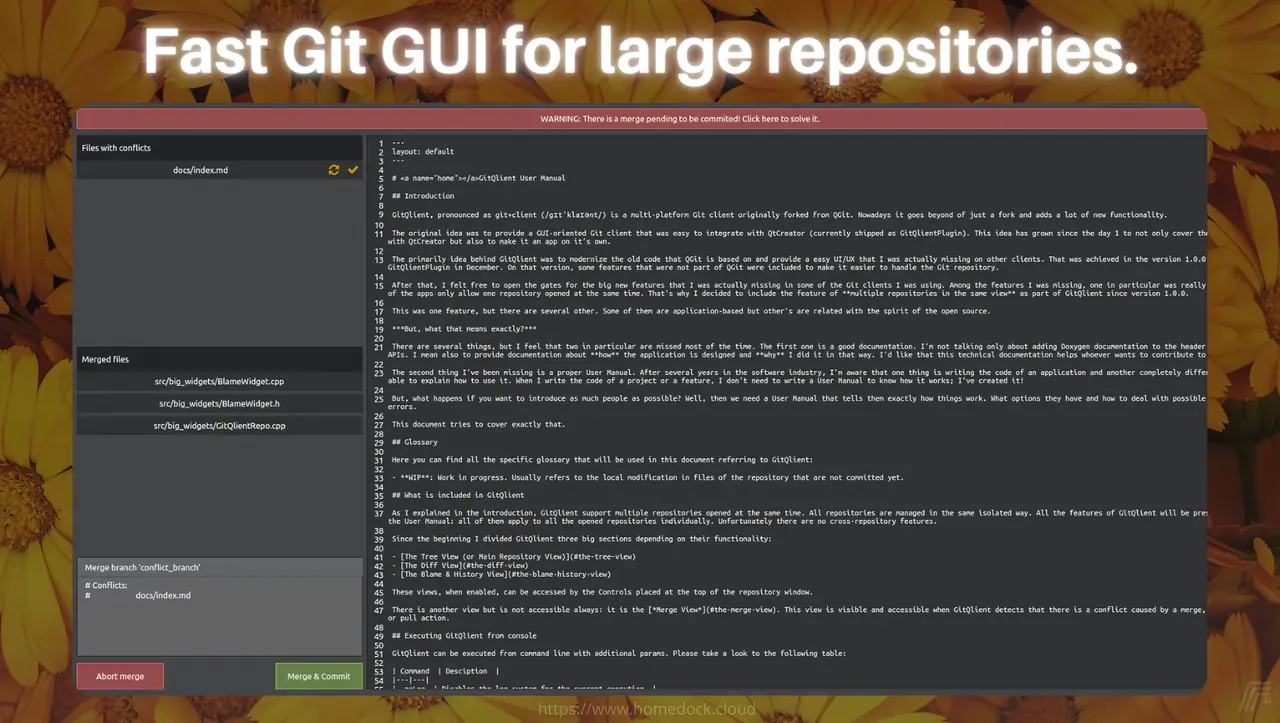 Fast Git GUI for large repositories.
WARNING: There is a merge pending to be commited! Click here to solve it.
Files with conflicts
docs/index.md
Merged files
src/big_widgets/BlameWidget.cpp
src/big_widgets/BlameWidget.h
src/big_widgets/GitQlientRepo.cpp
Merge branch 'conflict_branch'
# Conflicts:
# docs/index.md
Abort merge
Merge & Commit
1 ---
2 layout: default
3 ---
4
5 # <a name="home"></a>GitQlient User Manual
6
7 ## Introduction
8
9 GitQlient, pronounced as git+client (/gɪtˈklaɪənt/) is a multi-platform Git client originally forked from QGit. Nowadays it goes beyond of just a fork and adds a lot of new functionality.
10
11 The original idea was to provide a GUI-oriented Git client that was easy to integrate with QtCreator (currently shipped as GitQlientPlugin). This idea has grown since the day 1 to not only cover the
with QtCreator but also to make it an app on it's own.
12
13 The primarily idea behind GitQlient was to modernize the old code that QGit is based on and provide a easy UI/UX that I was actually missing on other clients. That was achieved in the version 1.0.0
GitQlientPlugin in December. On that version, some features that were not part of QGit were included to make it easier to handle the Git repository.
14
15 After that, I felt free to open the gates for the big new features that I was actually missing in some of the Git clients I was using. Among the features I was missing, one in particular was really
of the apps only allow one repository opened at the same time. That's why I decided to include the feature of **multiple repositories in the same view** as part of GitQlient since version 1.0.0.
16
17 This was one feature, but there are several other. Some of them are application-based but other's are related with the spirit of the open source.
18
19 ***But, what that means exactly?***
20
21 There are several things, but I feel that two in particular are missed most of the time. The first one is a good documentation. I'm not talking only about adding Doxygen documentation to the header
APIs. I mean also to provide documentation about **how** the application is designed and **why** I did it in that way. I'd like that this technical documentation helps whoever wants to contribute to
22
23 The second thing I've been missing is a proper User Manual. After several years in the software industry, I'm aware that one thing is writing the code of an application and another completely diffe
able to explain how to use it. When I write the code of a project or a feature, I don't need to write a User Manual to know how it works; I've created it!
24
25 But, what happens if you want to introduce as much people as possible? Well, then we need a User Manual that tells them exactly how things work. What options they have and how to deal with possible
errors.
26
27 This document tries to cover exactly that.
28
29 ## Glossary
30
31 Here you can find all the specific glossary that will be used in this document referring to GitQlient:
32
33 - **WIP**: Work in progress. Usually refers to the local modification in files of the repository that are not committed yet.
34
35 ## What is included in GitQlient
36
37 As I explained in the introduction, GitQlient support multiple repositories opened at the same time. All repositories are managed in the same isolated way. All the features of GitQlient will be pre
the User Manual: all of them apply to all the opened repositories individually. Unfortunately there are no cross-repository features.
38
39 Since the beginning I divided GitQlient three big sections depending on their functionality:
40
41 - [The Tree View (or Main Repository View)](#the-tree-view)
42 - [The Diff View](#the-diff-view)
43 - [The Blame & History View](#the-blame-history-view)
44
45 These views, when enabled, can be accessed by the Controls placed at the top of the repository window.
46
47 There is another view but is not accessible always: it is the [*Merge View*](#the-merge-view). This view is visible and accessible when GitQlient detects that there is a conflict caused by a merge,
or pull action.
48
49 ## Executing GitQlient from console
50
51 GitQlient can be executed from command line with additional params. Please take a look to the following table:
52
53 | Command | Desciption |
54 |---|---|
https://www.homedock.cloud